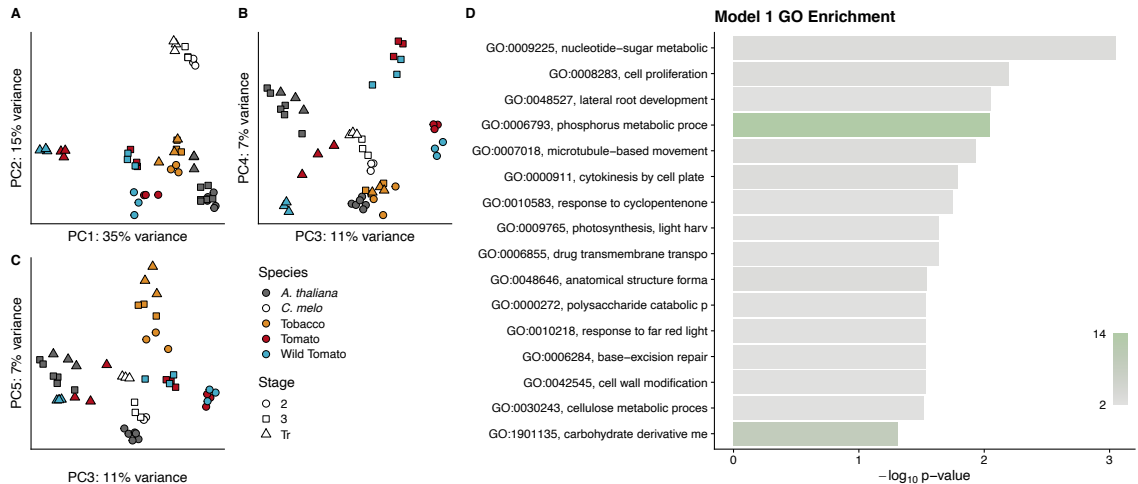 A
PC2: 15% variance
PC1: 35% variance
B
PC4: 7% variance
PC3: 11% variance
C
PC5: 7% variance
PC3: 11% variance
Species
A. thaliana
C. melo
Tobacco
Tomato
Wild Tomato
Stage
2
3
Tr
D
Model 1 GO Enrichment
GO:0009225, nucleotide−sugar metabolic
GO:0008283, cell proliferation
GO:0048527, lateral root development
GO:0006793, phosphorus metabolic proce
GO:0007018, microtubule−based movement
GO:0000911, cytokinesis by cell plate
GO:0010583, response to cyclopentenone
GO:0009765, photosynthesis, light harv
GO:0006855, drug transmembrane transpo
GO:0048646, anatomical structure forma
GO:0000272, polysaccharide catabolic p
GO:0010218, response to far red light
GO:0006284, base−excision repair
GO:0042545, cell wall modification
GO:0030243, cellulose metabolic proces
GO:1901135, carbohydrate derivative me
14
2
0 1 2 3
−log10 p−value